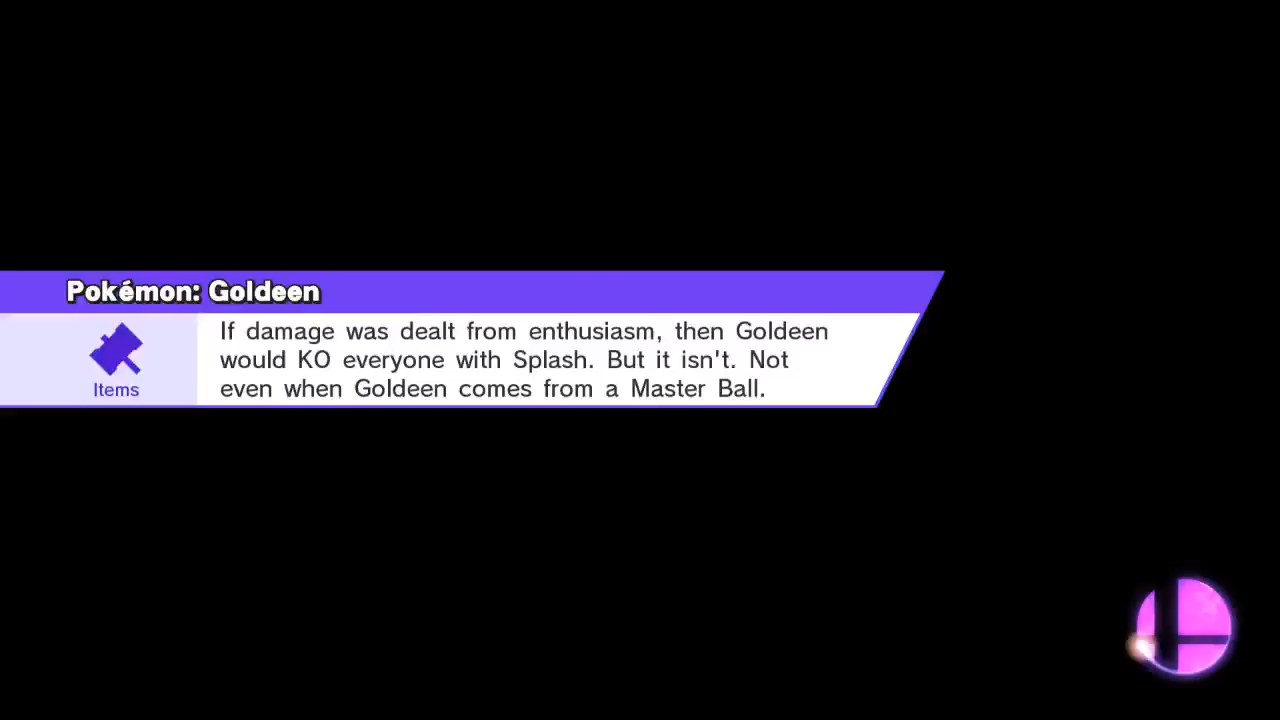 Pokémon: Goldeen
If damage was dealt from enthusiasm, then Goldeen
would KO everyone with Splash. But it isn't. Not
even when Goldeen comes from a Master Ball.
Items